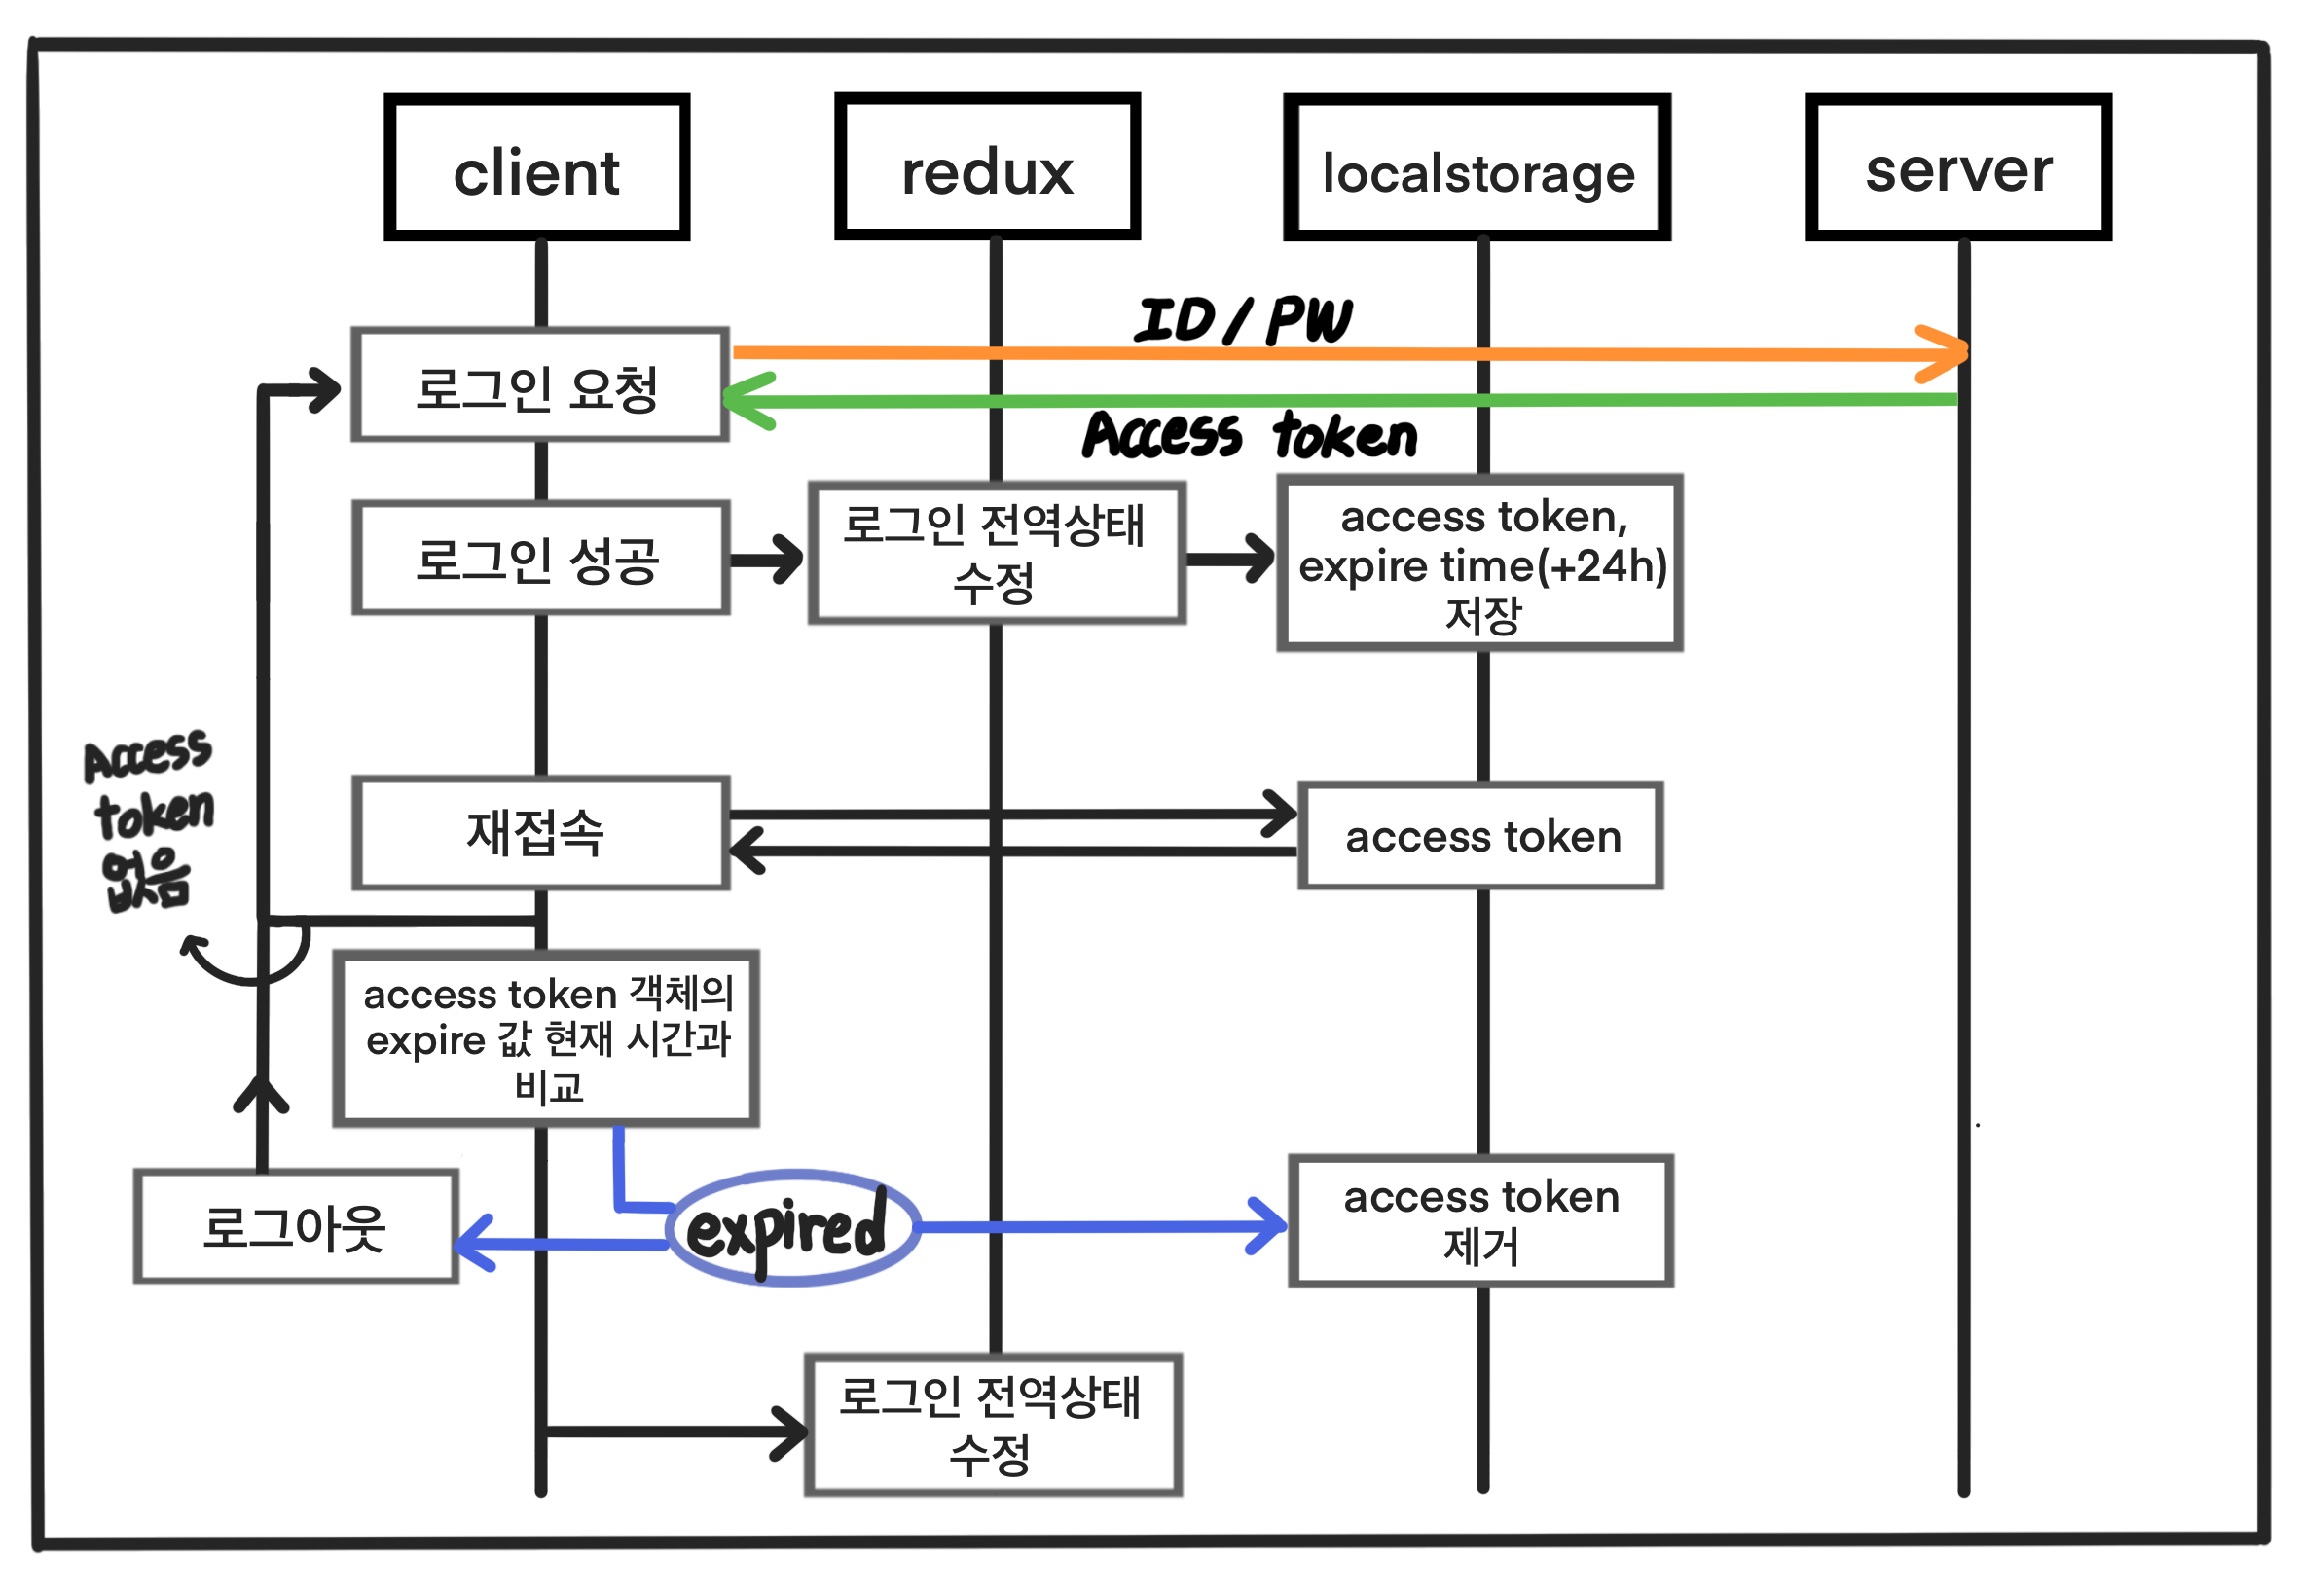 client
redux
localstorage
server
ID/PW
로그인 요청
Access token
로그인 성공
로그인 전역상태
수정
access token,
expire time(+24h)
저장
Access
token
없음
재접속
access token
access token 객체의
expire 값 현재 시간과
비교
로그아웃
expired
access token
제거
로그인 전역상태
수정